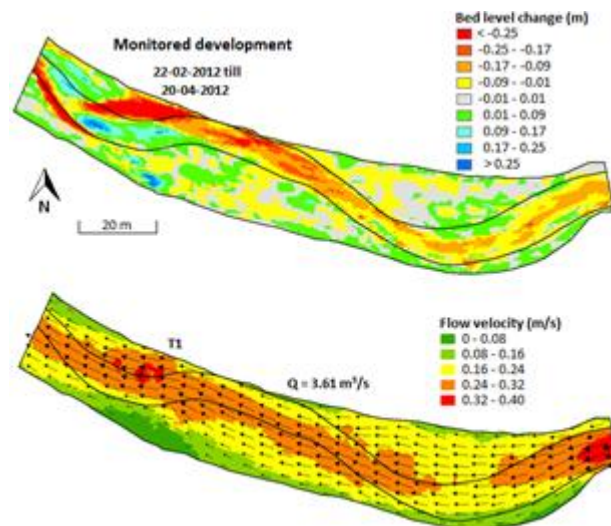 Monitored development
22-02-2012 till
20-04-2012
Bed level change (m)
< -0.25
-0.25 - -0.17
-0.17 - -0.09
-0.09 - -0.01
-0.01 - 0.01
0.01 - 0.09
0.09 - 0.17
0.17 - 0.25
> 0.25
N
20 m
T1
Q = 3.61 m³/s
Flow velocity (m/s)
0 - 0.08
0.08 - 0.16
0.16 - 0.24
0.24 - 0.32
0.32 - 0.40